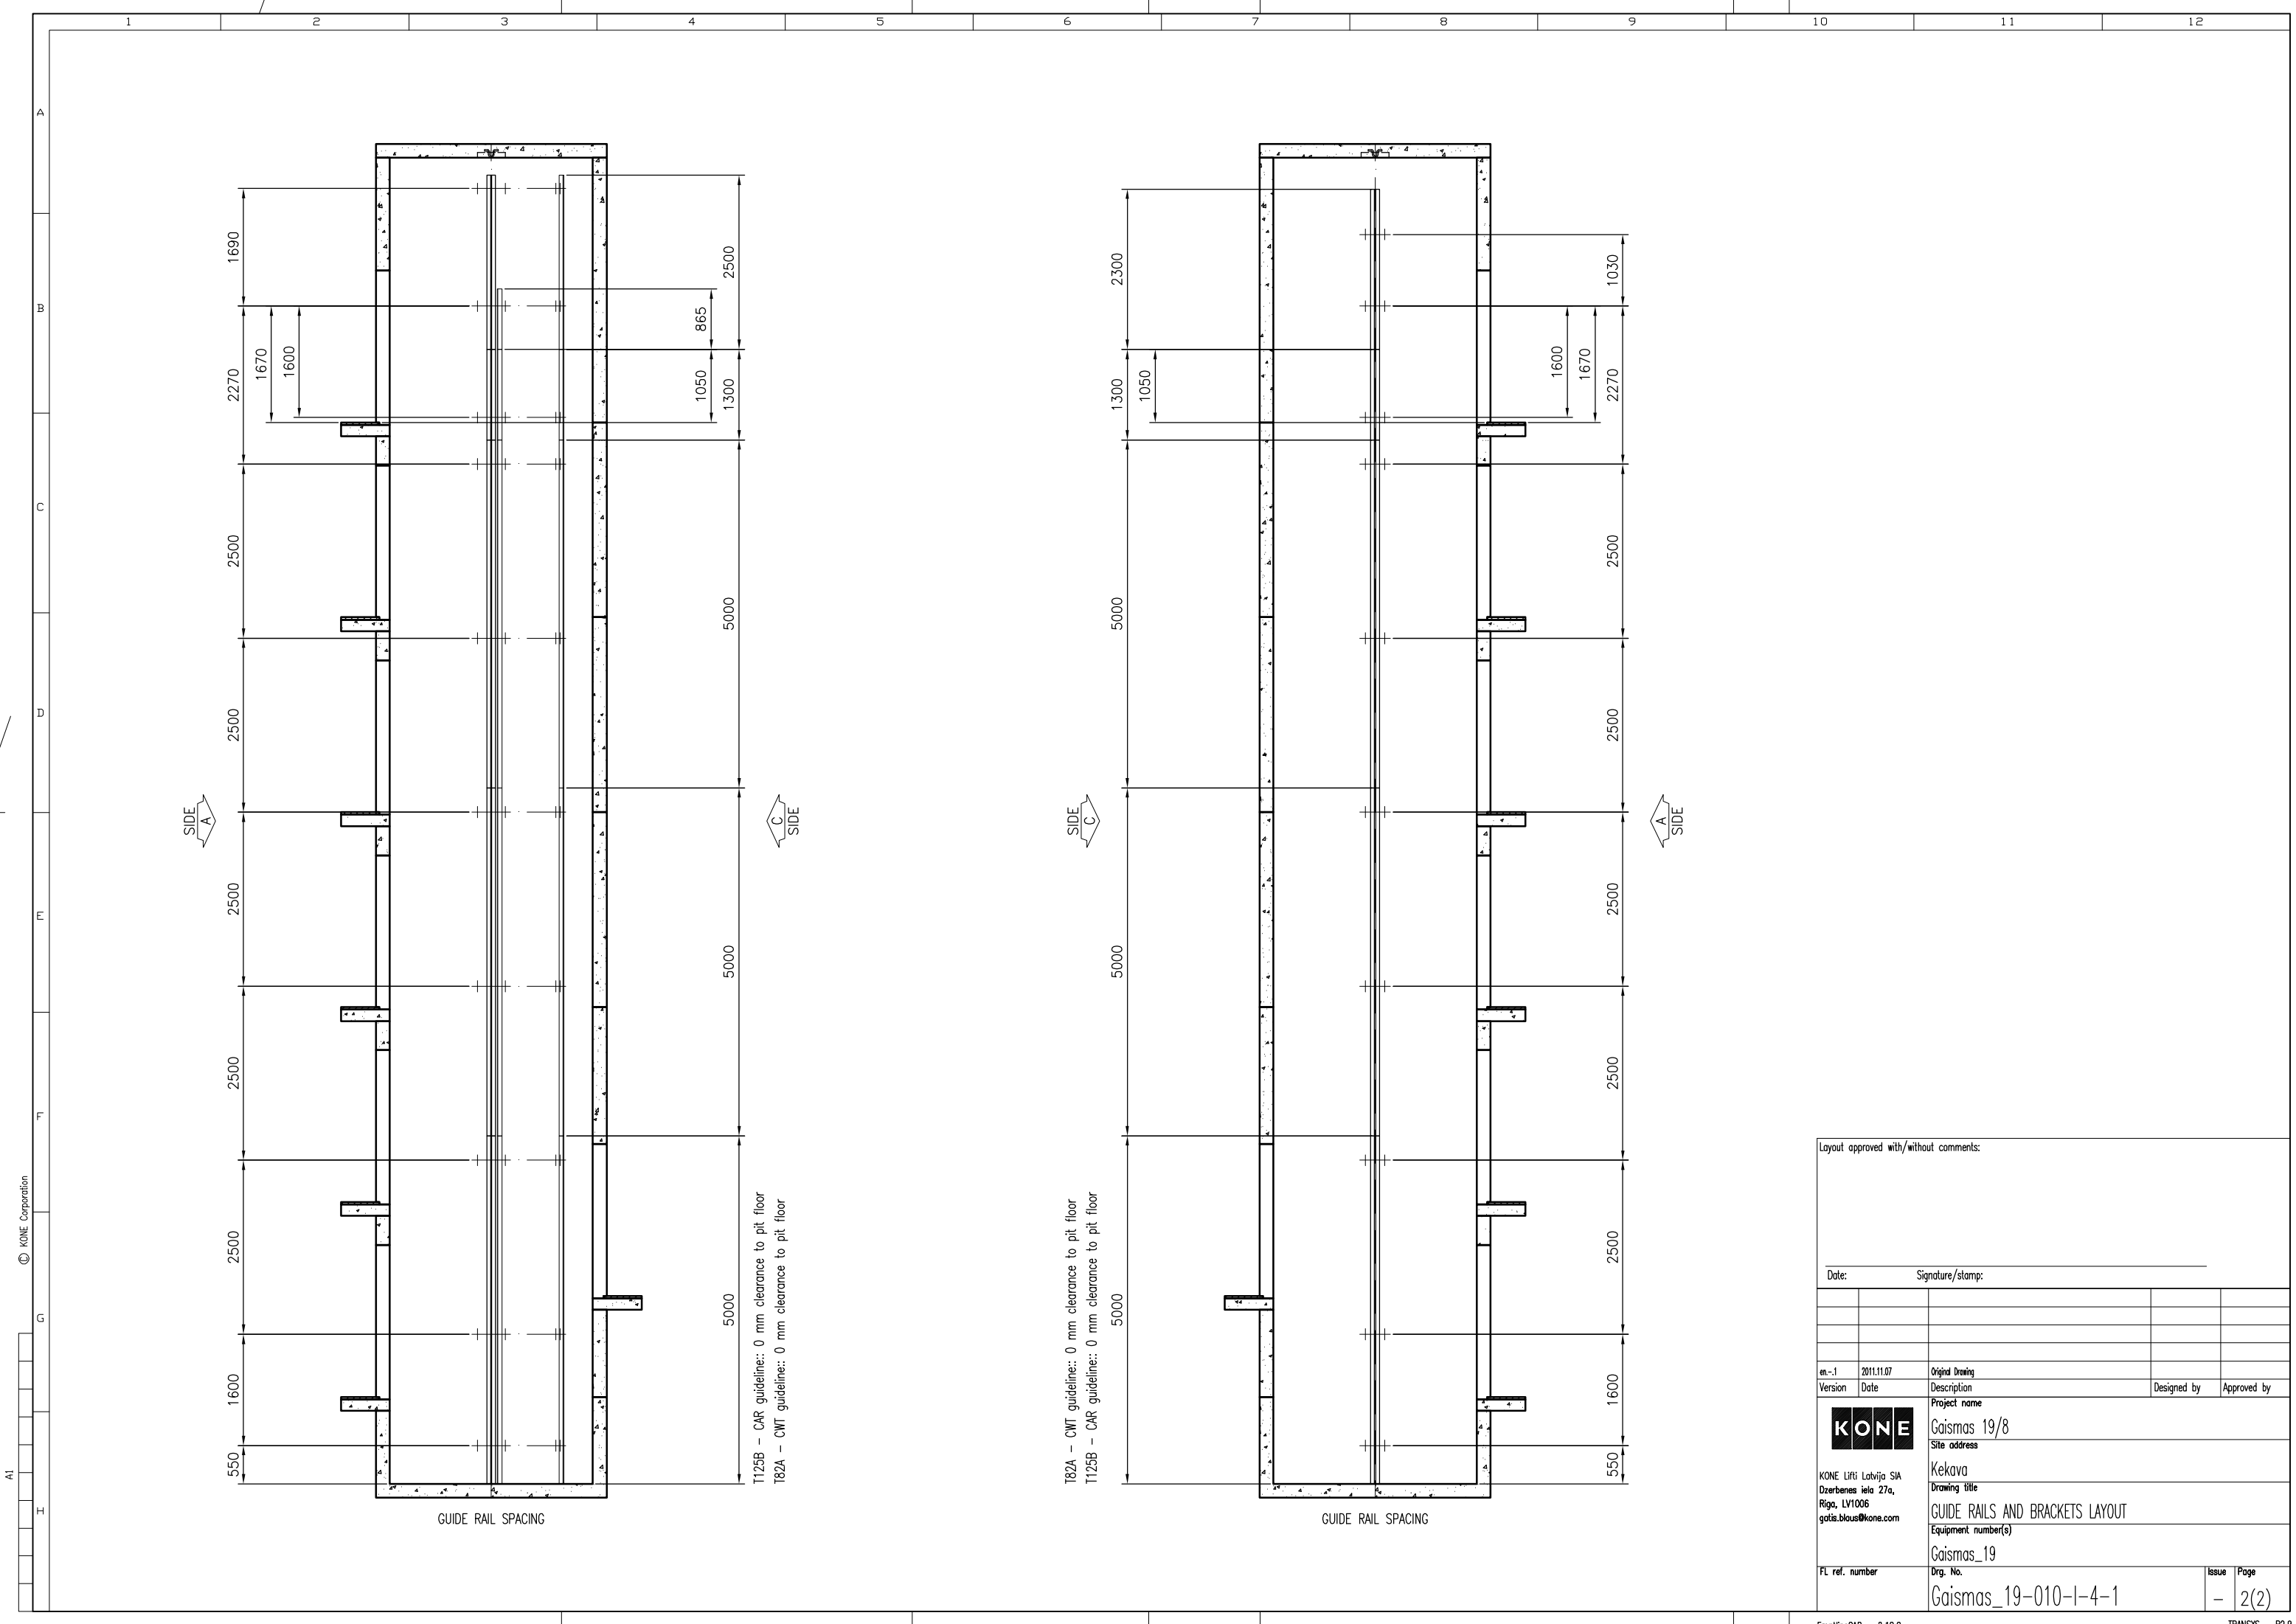 1 2 3 4 5 6 7 8 9 10 11 12
A
B
C
D
E
F
G
H
A1
© KONE Corporation
1690
2270
1670
1600
2500
2500
2500
2500
2500
1600
550
2500
865
1050
1300
5000
5000
5000
SIDE
A
C
SIDE
T125B - CAR guideline:: 0 mm clearance to pit floor
T82A - CWT guideline:: 0 mm clearance to pit floor
GUIDE RAIL SPACING
2300
1300
1050
5000
5000
5000
1030
1600
1670
2270
2500
2500
2500
2500
2500
1600
550
SIDE
C
A
SIDE
T82A - CWT guideline:: 0 mm clearance to pit floor
T125B - CAR guideline:: 0 mm clearance to pit floor
GUIDE RAIL SPACING
Layout approved with/without comments:
Date: Signature/stamp:
en.-.1 2011.11.07 Original Drawing
Version Date Description Designed by Approved by
KONE
KONE Lifti Latvija SIA
Dzerbenes iela 27a,
Riga, LV1006
gatis.blaus@kone.com
Project name
Gaismas 19/8
Site address
Kekava
Drawing title
GUIDE RAILS AND BRACKETS LAYOUT
Equipment number(s)
Gaismas_19
FL ref. number Drg. No. Issue Page
Gaismas_19-010-I-4-1 - 2(2)